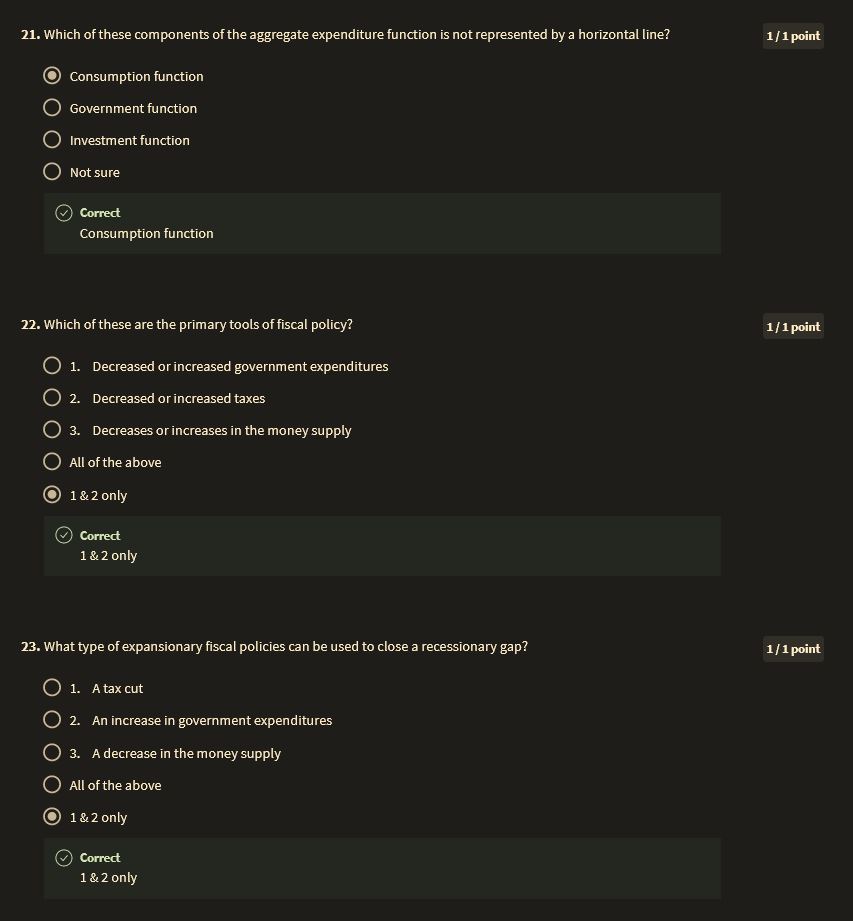 21. Which of these components of the aggregate expenditure function is not represented by a horizontal line?
1 / 1 point
Consumption function
Government function
Investment function
Not sure
Correct
Consumption function
22. Which of these are the primary tools of fiscal policy?
1 / 1 point
1. Decreased or increased government expenditures
2. Decreased or increased taxes
3. Decreases or increases in the money supply
All of the above
1 & 2 only
Correct
1 & 2 only
23. What type of expansionary fiscal policies can be used to close a recessionary gap?
1 / 1 point
1. A tax cut
2. An increase in government expenditures
3. A decrease in the money supply
All of the above
1 & 2 only
Correct
1 & 2 only